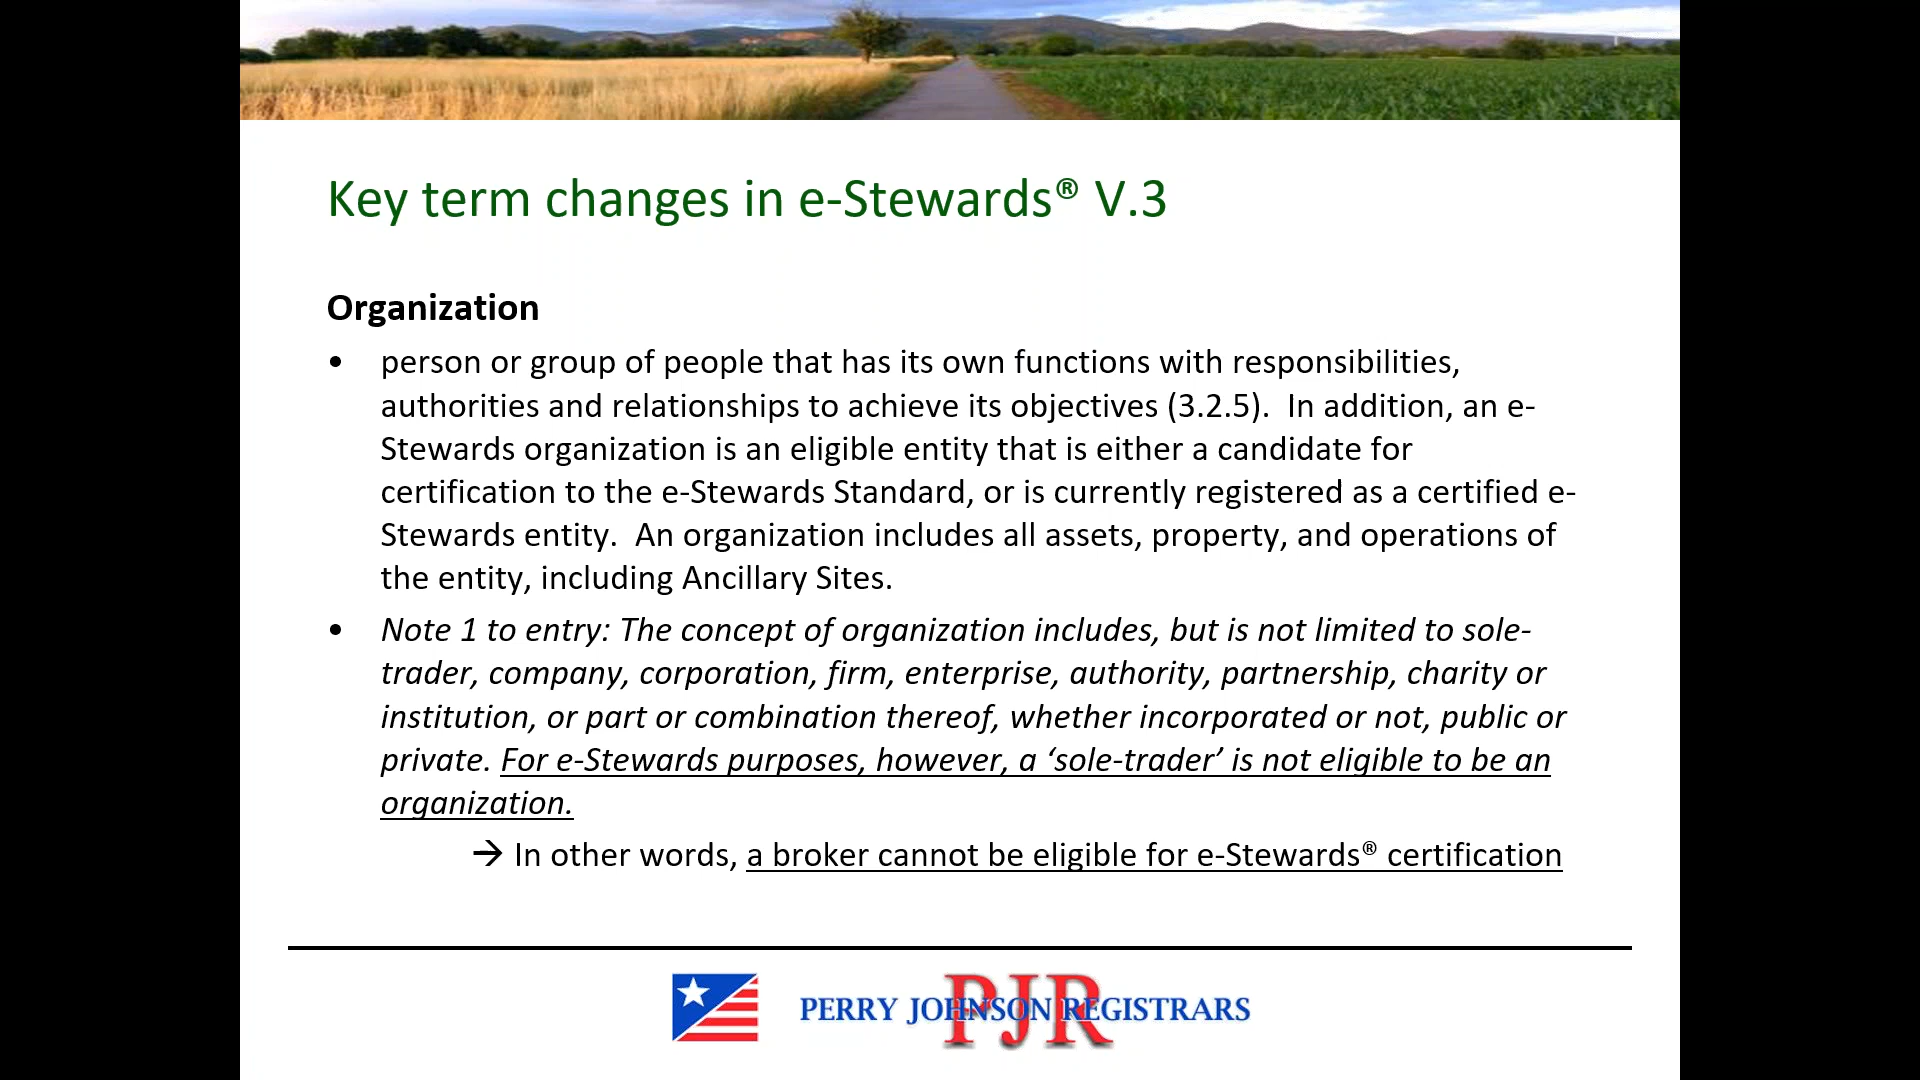 Key term changes in e-Stewards® V.3
Organization
• person or group of people that has its own functions with responsibilities,
authorities and relationships to achieve its objectives (3.2.5).  In addition, an e-
Stewards organization is an eligible entity that is either a candidate for
certification to the e-Stewards Standard, or is currently registered as a certified e-
Stewards entity.  An organization includes all assets, property, and operations of
the entity, including Ancillary Sites.
• Note 1 to entry: The concept of organization includes, but is not limited to sole-
trader, company, corporation, firm, enterprise, authority, partnership, charity or
institution, or part or combination thereof, whether incorporated or not, public or
private. For e-Stewards purposes, however, a ‘sole-trader’ is not eligible to be an
organization.
→ In other words, a broker cannot be eligible for e-Stewards® certification
PJR
PERRY JOHNSON REGISTRARS